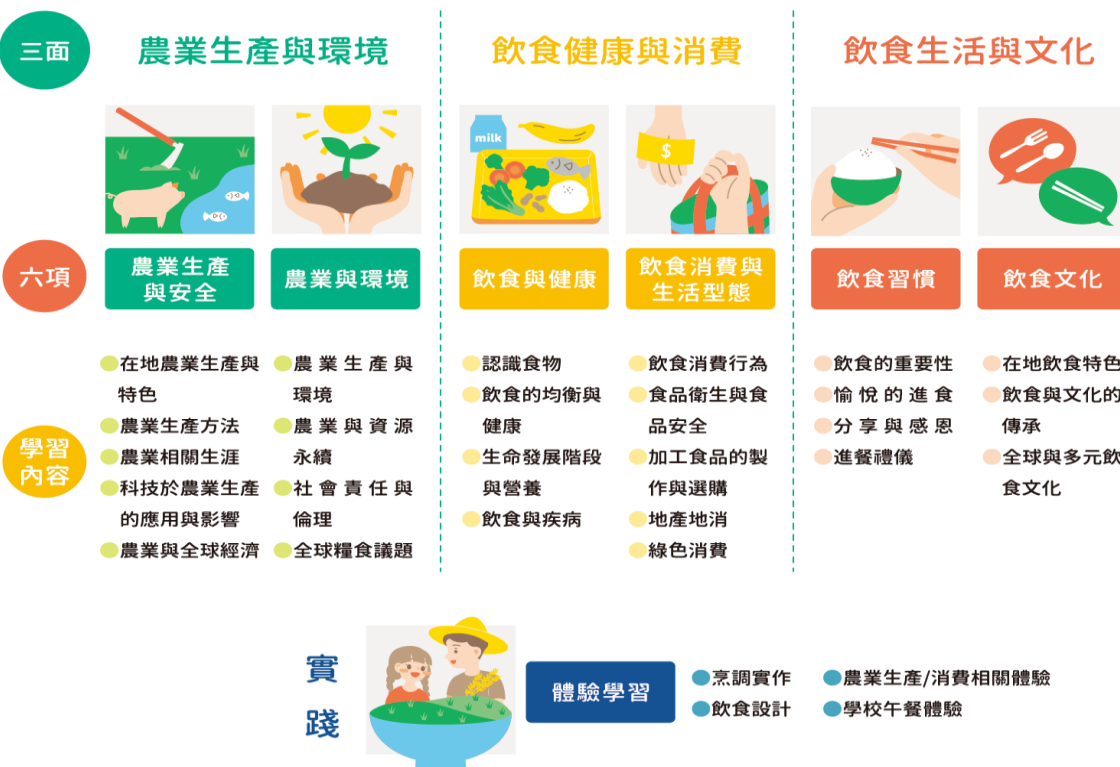 三面
農業生產與環境
飲食健康與消費
飲食生活與文化
milk
$
六項
農業生產
與安全
農業與環境
飲食與健康
飲食消費與
生活型態
飲食習慣
飲食文化
學習
內容
在地農業生產與
特色
農業生產方法
農業相關生涯
科技於農業生產
的應用與影響
農業與全球經濟
農業生產與
環境
農業與資源
永續
社會責任與
倫理
全球糧食議題
認識食物
飲食的均衡與
健康
生命發展階段
與營養
飲食與疾病
飲食消費行為
食品衛生與食
品安全
加工食品的製
作與選購
地產地消
綠色消費
飲食的重要性
愉悅的進食
分享與感恩
進餐禮儀
在地飲食特色
飲食與文化的
傳承
全球與多元飲
食文化
實
踐
體驗學習
烹調實作
飲食設計
農業生產/消費相關體驗
學校午餐體驗